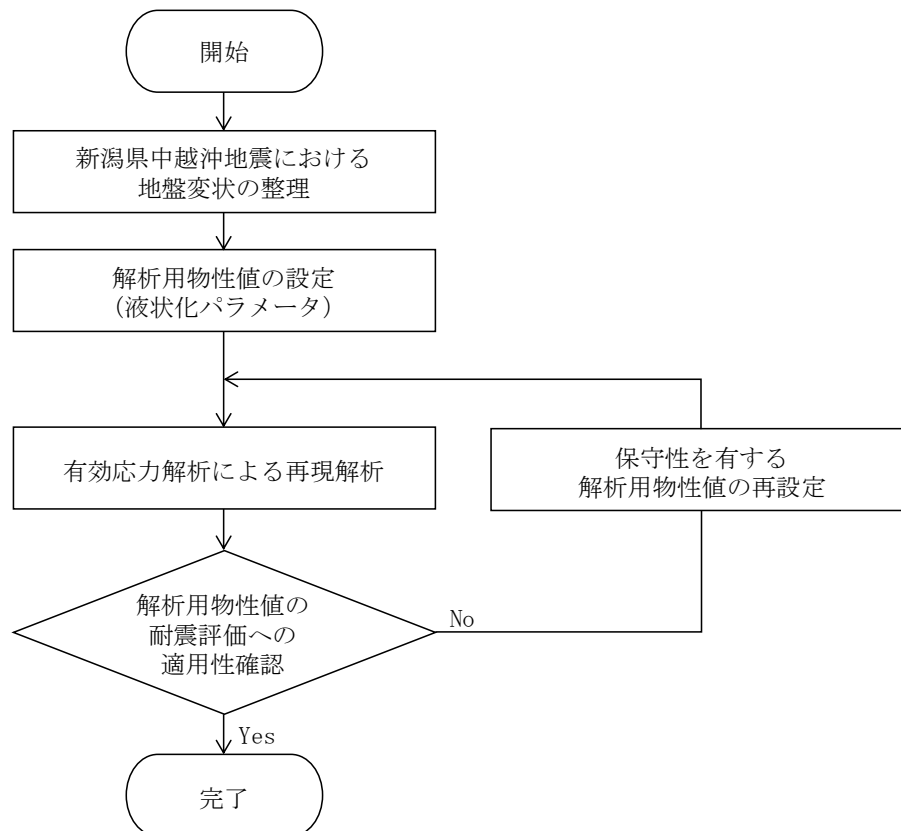 開始
新潟県中越沖地震における
地盤変状の整理
解析用物性値の設定
(液状化パラメータ)
有効応力解析による再現解析
保守性を有する
解析用物性値の再設定
解析用物性値の
耐震評価への
適用性確認
No
Yes
完了